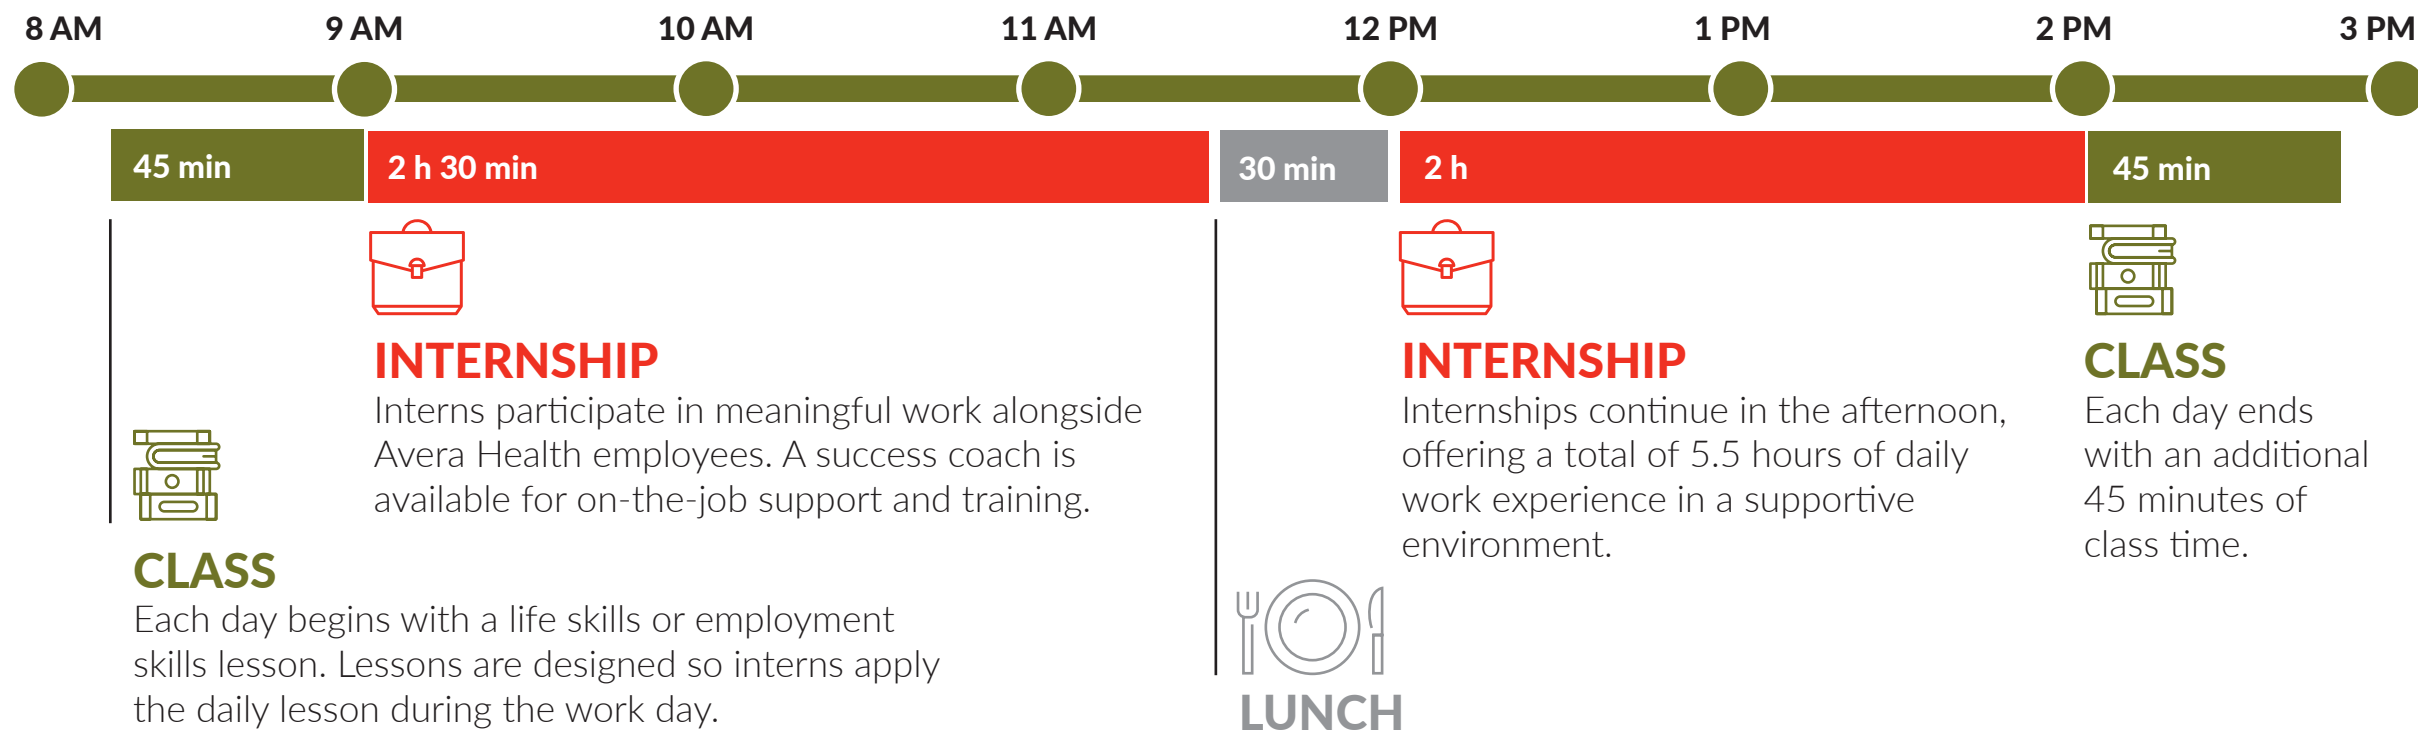 8 AM 9 AM 10 AM 11 AM 12 PM 1 PM 2 PM 3 PM
45 min 2 h 30 min 30 min 2 h 45 min
INTERNSHIP
Interns participate in meaningful work alongside
Avera Health employees. A success coach is
available for on-the-job support and training.
INTERNSHIP
Internships continue in the afternoon,
offering a total of 5.5 hours of daily
work experience in a supportive
environment.
CLASS
Each day ends
with an additional
45 minutes of
class time.
CLASS
Each day begins with a life skills or employment
skills lesson. Lessons are designed so interns apply
the daily lesson during the work day.
LUNCH